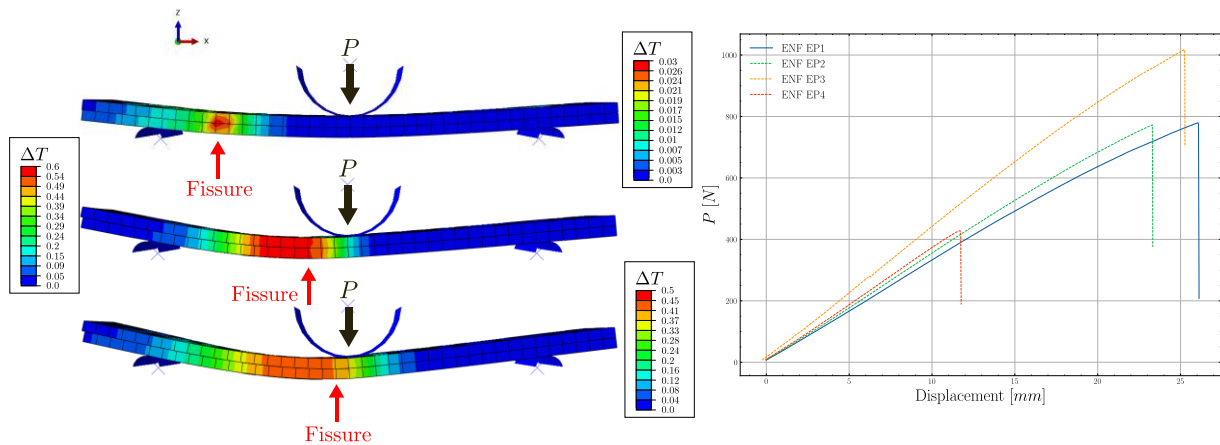 z
x
P
Fissure
ΔT
0.03
0.026
0.024
0.021
0.019
0.017
0.015
0.012
0.01
0.007
0.005
0.003
0.0
ΔT
0.6
0.54
0.49
0.44
0.39
0.34
0.29
0.24
0.2
0.15
0.09
0.05
0.0
P
Fissure
P
Fissure
ΔT
0.5
0.45
0.41
0.37
0.33
0.28
0.24
0.2
0.16
0.12
0.08
0.04
0.0
ENF EP1
ENF EP2
ENF EP3
ENF EP4
P [N]
1000
800
600
400
200
0
0 5 10 15 20 25
Displacement [mm]